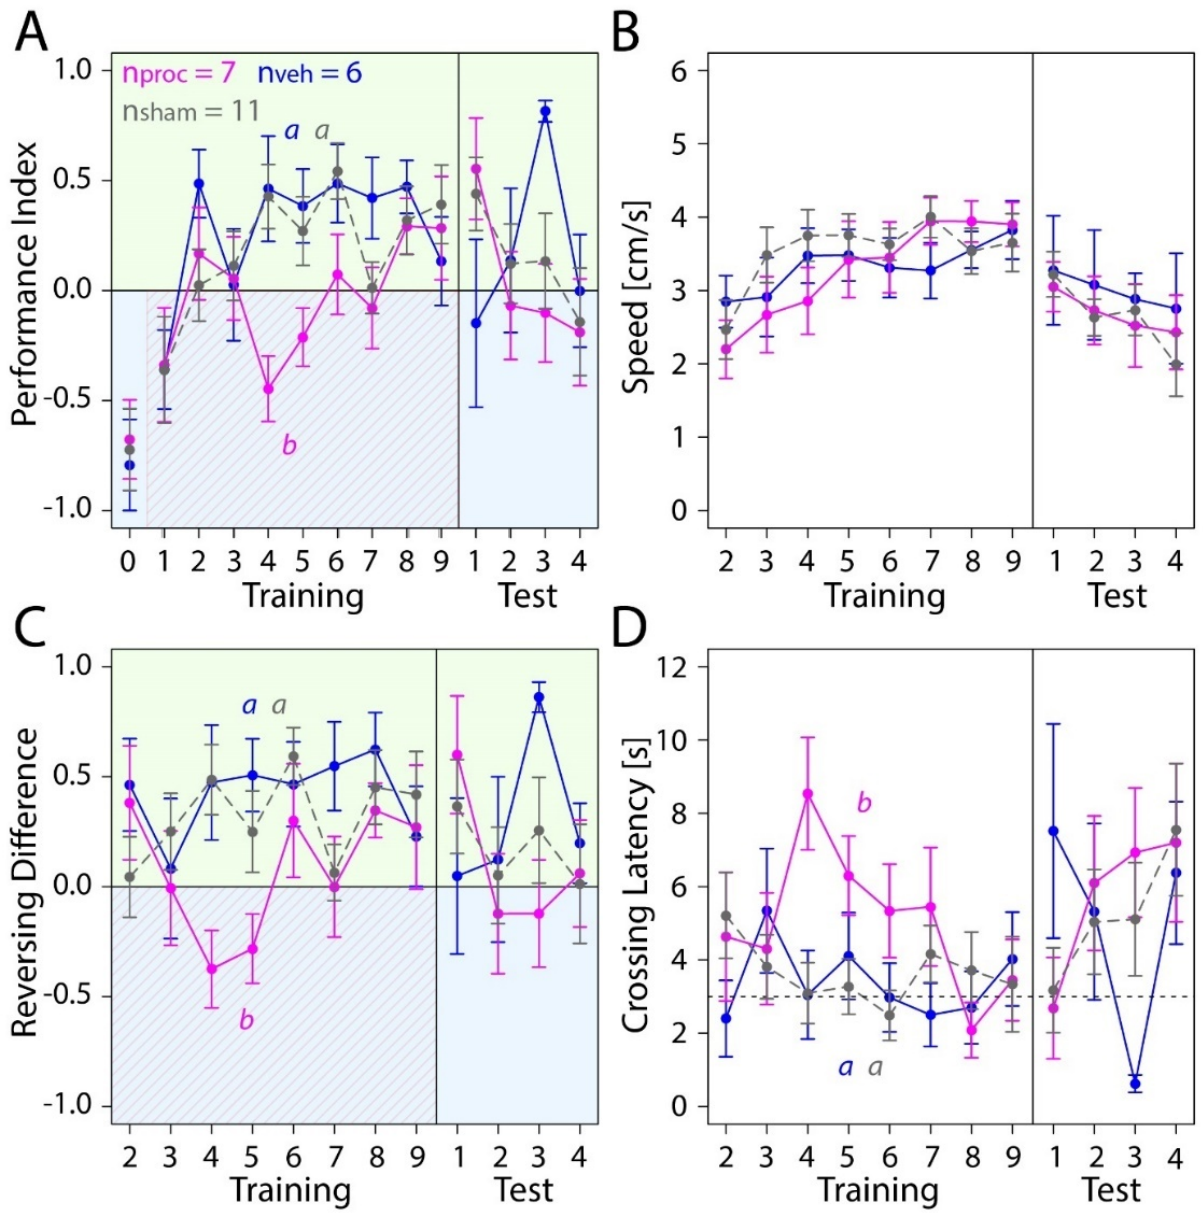 A
nproc = 7 nveh = 6
nsham = 11
a a
b
Performance Index
1.0
0.5
0.0
-0.5
-1.0
0 1 2 3 4 5 6 7 8 9 1 2 3 4
Training Test
B
Speed [cm/s]
6
5
4
3
2
1
0
2 3 4 5 6 7 8 9 1 2 3 4
Training Test
C
a a
b
Reversing Difference
1.0
0.5
0.0
-0.5
-1.0
2 3 4 5 6 7 8 9 1 2 3 4
Training Test
D
b
a a
Crossing Latency [s]
12
10
8
6
4
2
0
2 3 4 5 6 7 8 9 1 2 3 4
Training Test